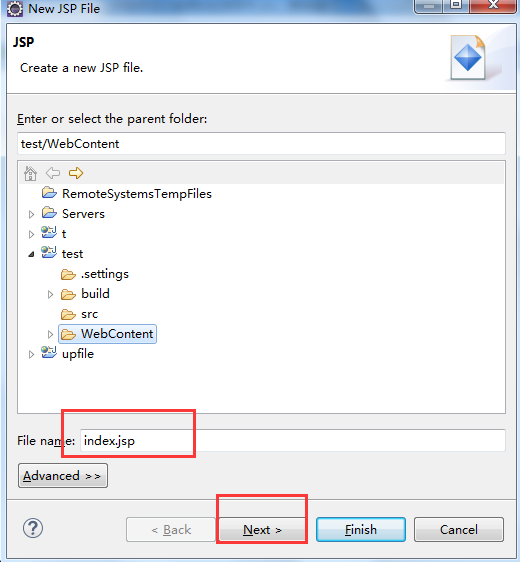 New JSP File
JSP
Create a new JSP file.
Enter or select the parent folder:
test/WebContent
RemoteSystemsTempFiles
Servers
t
test
.settings
build
src
WebContent
upfile
File name: index.jsp
Advanced >>
? < Back Next > Finish Cancel